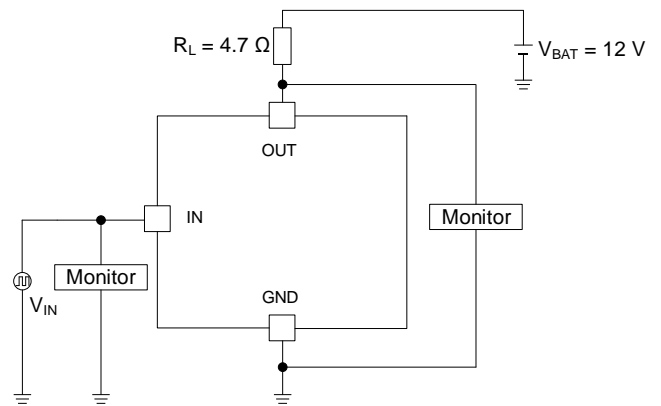 R_L = 4.7 Ω
V_BAT = 12 V
OUT
IN
Monitor
Monitor
V_IN
GND